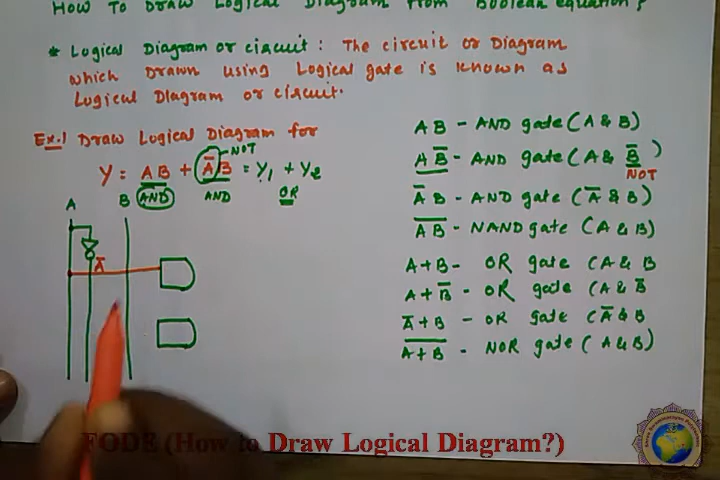 How To Draw Logical Diagram from Boolean equation?
* Logical Diagram or circuit : The circuit or Diagram
which drawn using Logical gate is known as
Logical Diagram or circuit.
Ex.1 Draw Logical Diagram for
NOT
Y = AB + A̅B = Y₁ + Y₂
AND AND OR
A B
A̅
AB - AND gate (A & B)
AB̅ - AND gate (A & B̅)
NOT
A̅B - AND gate (A̅ & B)
A̅B̅ - NAND gate (A & B)
A+B - OR gate (A & B
A+B̅ - OR gate (A & B̅
A̅+B - OR gate (A̅ & B
A̅+̅B̅ - NOR gate (A & B)
FODE (How to Draw Logical Diagram?)